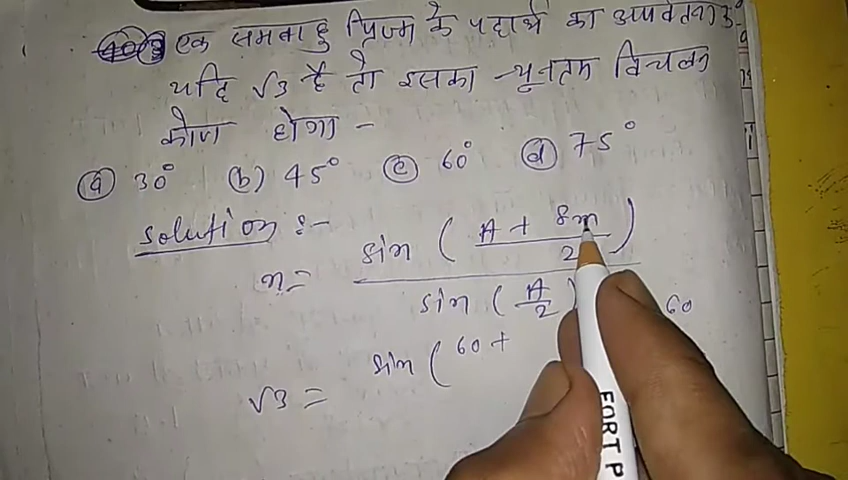 एक समबाहु प्रिज्म के पदार्थ का अपवर्तनांक
यदि √3 है तो इसका न्यूनतम विचलन
कोण होगा -
(a) 30° (b) 45° (c) 60° (d) 75°
Solution :-
n = sin ( A + δm / 2 ) / sin ( A / 2 )
60
√3 = sin ( 60 +
FORT P